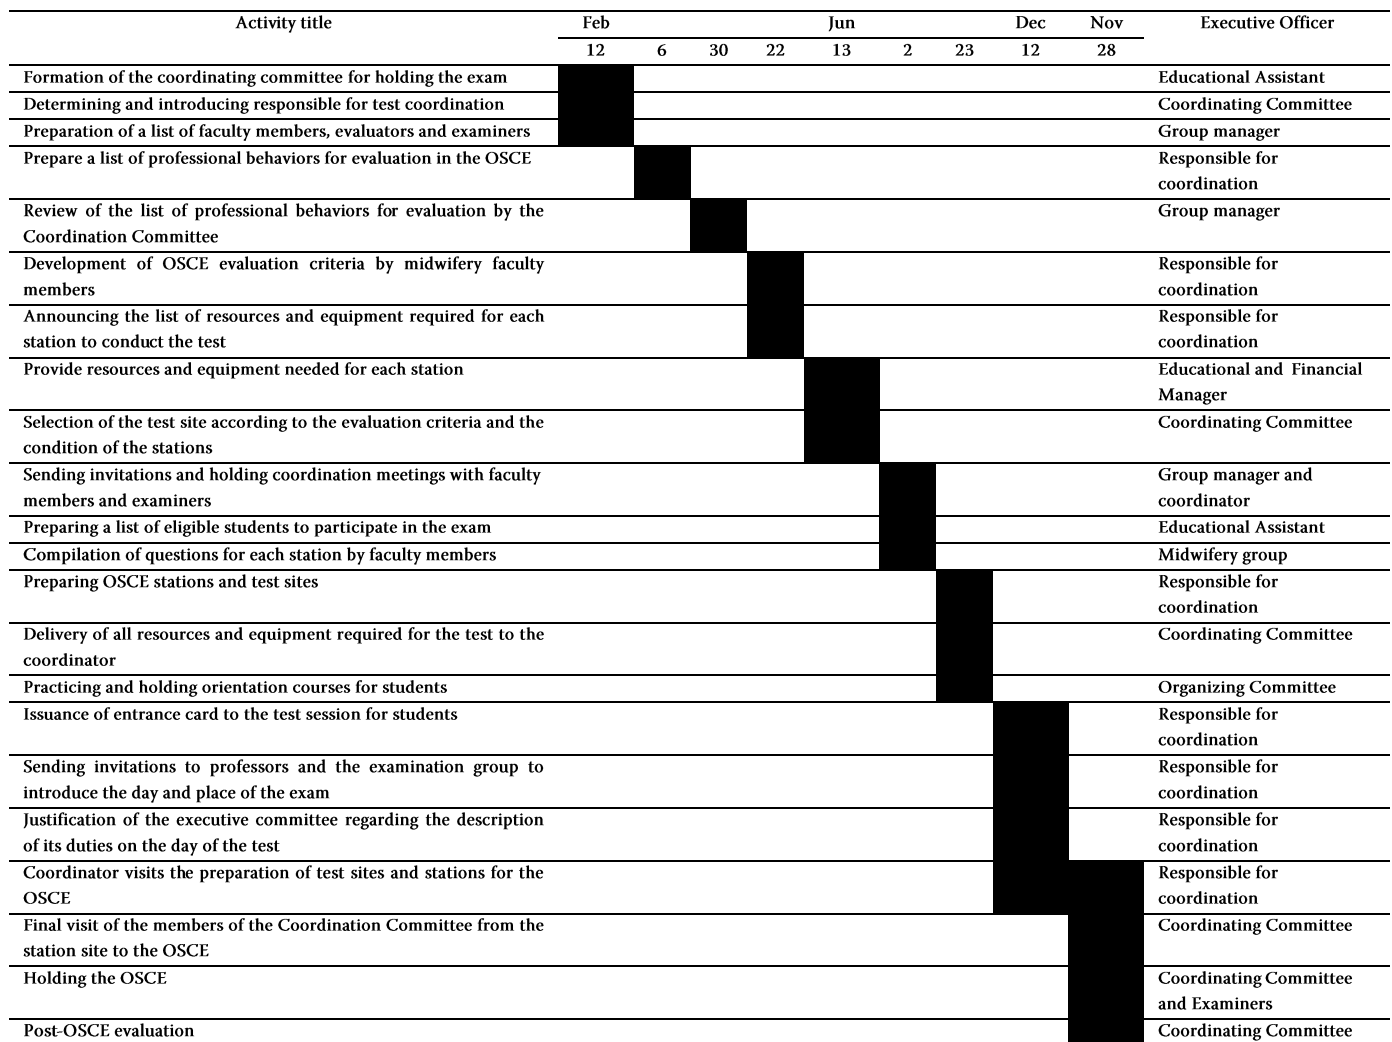 Activity title Feb Jun Dec Nov Executive Officer
12 6 30 22 13 2 23 12 28
Formation of the coordinating committee for holding the exam Educational Assistant
Determining and introducing responsible for test coordination Coordinating Committee
Preparation of a list of faculty members, evaluators and examiners Group manager
Prepare a list of professional behaviors for evaluation in the OSCE Responsible for
coordination
Review of the list of professional behaviors for evaluation by the Group manager
Coordination Committee
Development of OSCE evaluation criteria by midwifery faculty Responsible for
members coordination
Announcing the list of resources and equipment required for each Responsible for
station to conduct the test coordination
Provide resources and equipment needed for each station Educational and Financial
Manager
Selection of the test site according to the evaluation criteria and the Coordinating Committee
condition of the stations
Sending invitations and holding coordination meetings with faculty Group manager and
members and examiners coordinator
Preparing a list of eligible students to participate in the exam Educational Assistant
Compilation of questions for each station by faculty members Midwifery group
Preparing OSCE stations and test sites Responsible for
coordination
Delivery of all resources and equipment required for the test to the Coordinating Committee
coordinator
Practicing and holding orientation courses for students Organizing Committee
Issuance of entrance card to the test session for students Responsible for
coordination
Sending invitations to professors and the examination group to Responsible for
introduce the day and place of the exam coordination
Justification of the executive committee regarding the description Responsible for
of its duties on the day of the test coordination
Coordinator visits the preparation of test sites and stations for the Responsible for
OSCE coordination
Final visit of the members of the Coordination Committee from the Coordinating Committee
station site to the OSCE
Holding the OSCE Coordinating Committee
and Examiners
Post-OSCE evaluation Coordinating Committee